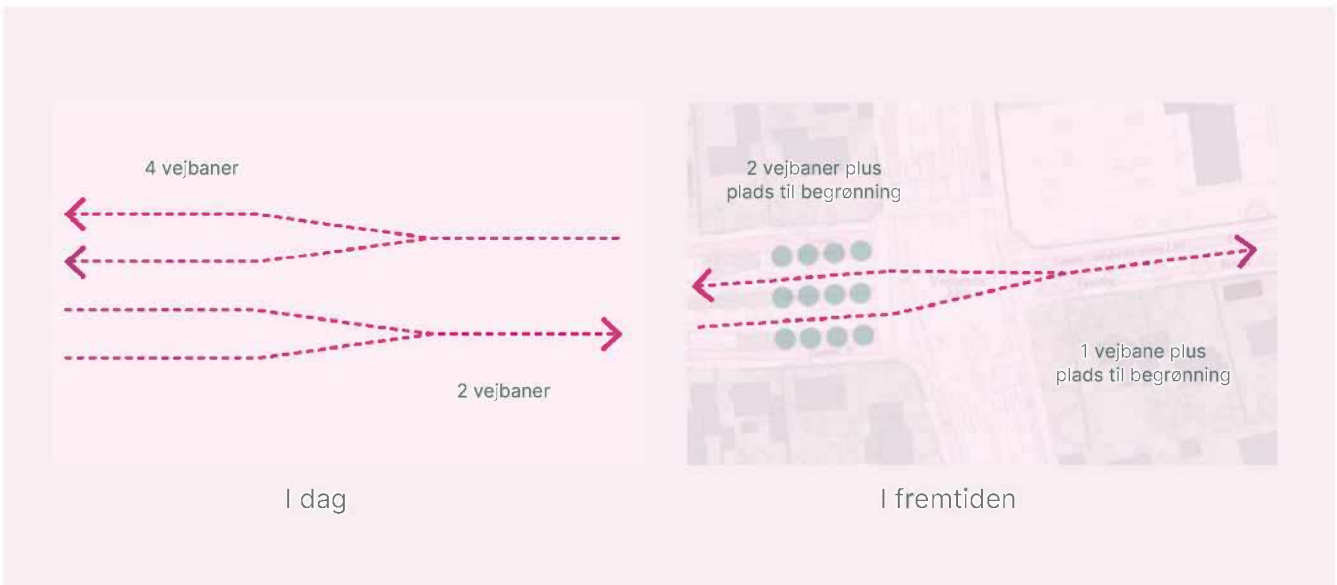 4 vejbaner
2 vejbaner
I dag
2 vejbaner plus
plads til begrønning
1 vejbane plus
plads til begrønning
I fremtiden